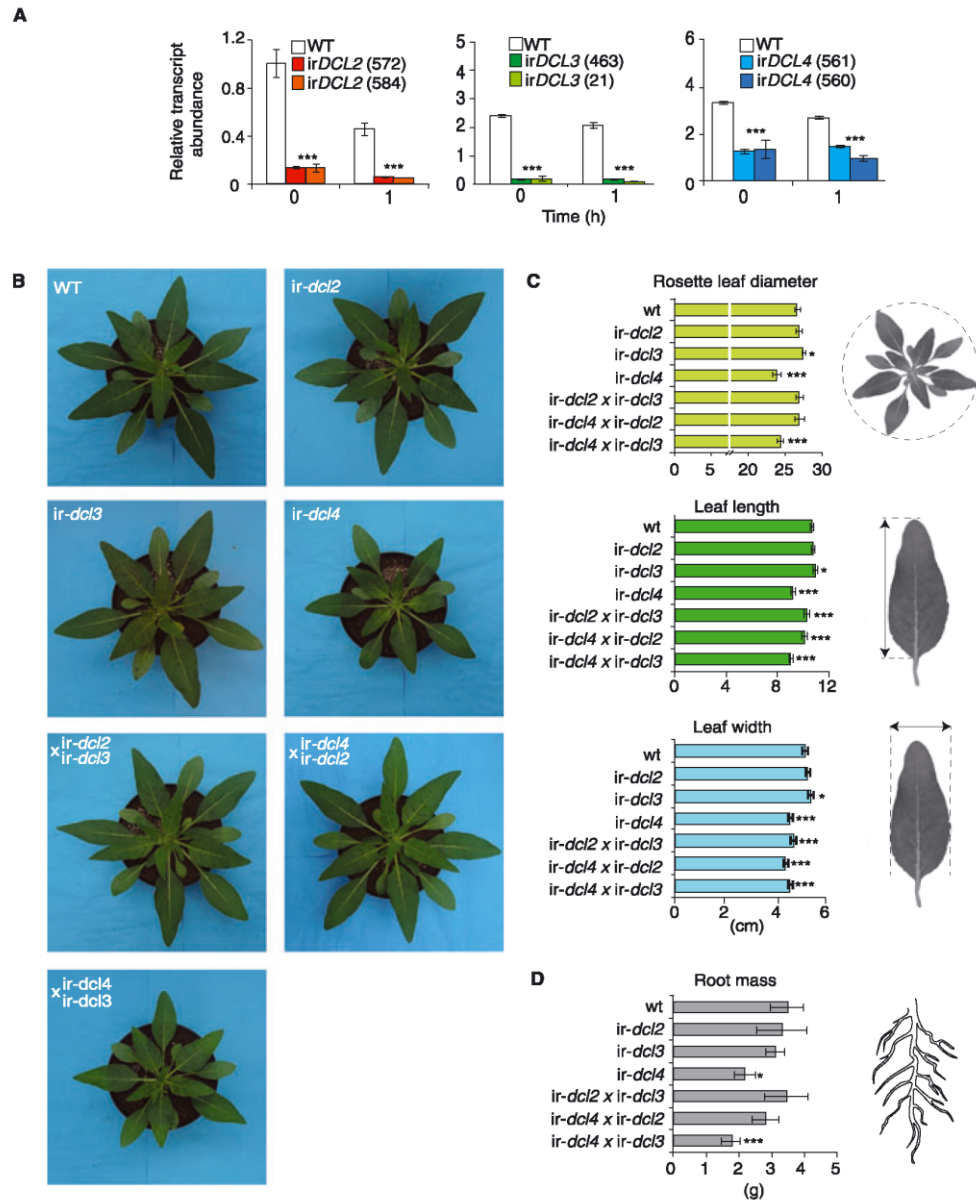 A
Relative transcript
abundance
1.2
0.8
0.4
0
WT
irDCL2 (572)
irDCL2 (584)
***
***
0
1
5
4
3
2
1
0
WT
irDCL3 (463)
irDCL3 (21)
***
***
0
1
Time (h)
6
4
2
0
WT
irDCL4 (561)
irDCL4 (560)
***
***
0
1
B
WT
ir-dcl2
ir-dcl3
ir-dcl4
x ir-dcl2
ir-dcl3
x ir-dcl4
ir-dcl2
x ir-dcl4
ir-dcl3
C
Rosette leaf diameter
wt
ir-dcl2
ir-dcl3 *
ir-dcl4 ***
ir-dcl2 x ir-dcl3
ir-dcl4 x ir-dcl2
ir-dcl4 x ir-dcl3 ***
0 5 25 25 30
Leaf length
wt
ir-dcl2
ir-dcl3 *
ir-dcl4 ***
ir-dcl2 x ir-dcl3 ***
ir-dcl4 x ir-dcl2 ***
ir-dcl4 x ir-dcl3 ***
0 4 8 12
Leaf width
wt
ir-dcl2
ir-dcl3 *
ir-dcl4 ***
ir-dcl2 x ir-dcl3 ***
ir-dcl4 x ir-dcl2 ***
ir-dcl4 x ir-dcl3 ***
0 2 4 6
(cm)
D
Root mass
wt
ir-dcl2
ir-dcl3
ir-dcl4 *
ir-dcl2 x ir-dcl3
ir-dcl4 x ir-dcl2
ir-dcl4 x ir-dcl3 ***
0 1 2 3 4 5
(g)